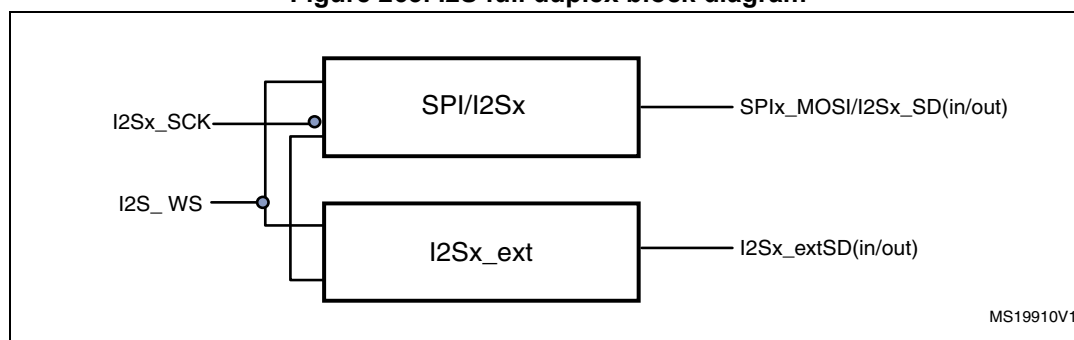 Figure 263. I2S full duplex block diagram
SPI/I2Sx
I2Sx_SCK
SPIx_MOSI/I2Sx_SD(in/out)
I2S_ WS
I2Sx_ext
I2Sx_extSD(in/out)
MS19910V1